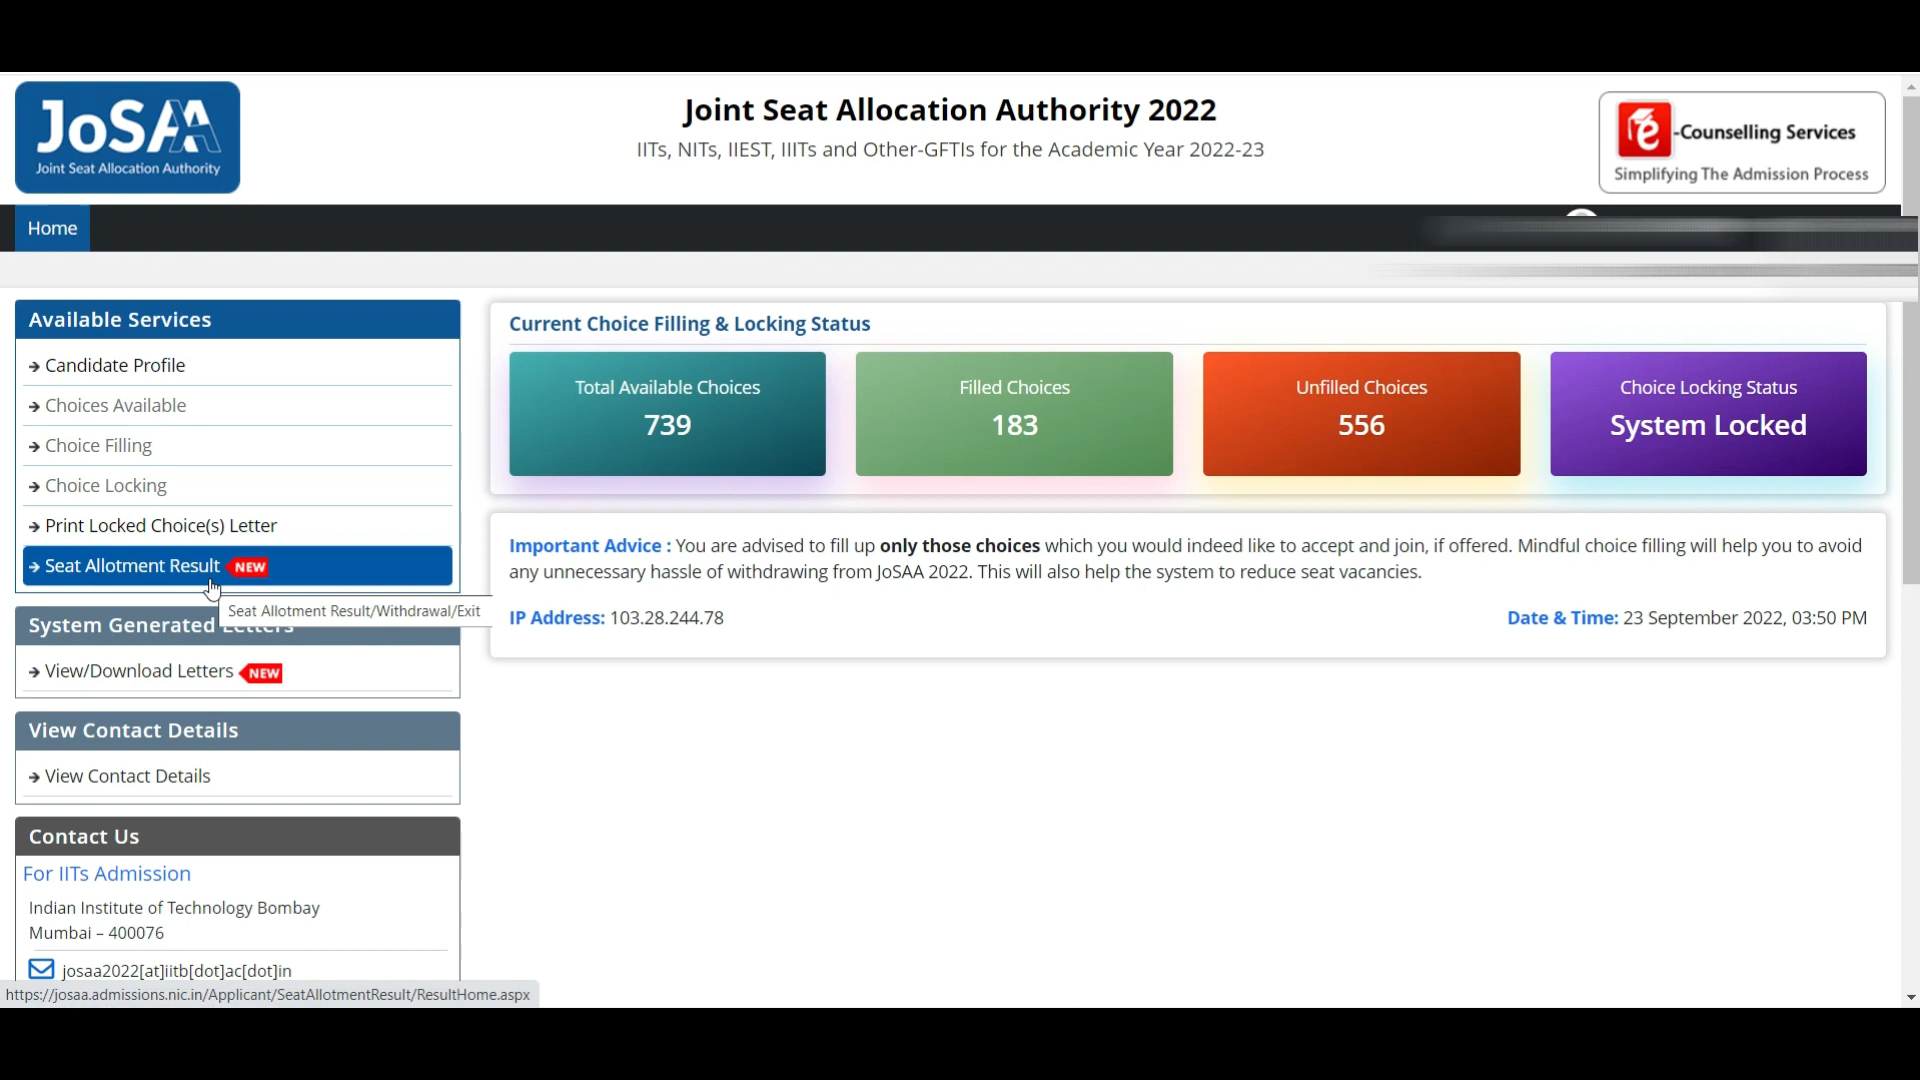 JoSAA
Joint Seat Allocation Authority
Joint Seat Allocation Authority 2022
IITs, NITs, IIEST, IIITs and Other-GFTIs for the Academic Year 2022-23
e-Counselling Services
Simplifying The Admission Process
Home
Available Services
Candidate Profile
Choices Available
Choice Filling
Choice Locking
Print Locked Choice(s) Letter
Seat Allotment Result NEW
Seat Allotment Result/Withdrawal/Exit
System Generated Letters
View/Download Letters NEW
View Contact Details
View Contact Details
Contact Us
For IITs Admission
Indian Institute of Technology Bombay
Mumbai – 400076
josaa2022[at]iitb[dot]ac[dot]in
https://josaa.admissions.nic.in/Applicant/SeatAllotmentResult/ResultHome.aspx
Current Choice Filling & Locking Status
Total Available Choices
739
Filled Choices
183
Unfilled Choices
556
Choice Locking Status
System Locked
Important Advice : You are advised to fill up only those choices which you would indeed like to accept and join, if offered. Mindful choice filling will help you to avoid
any unnecessary hassle of withdrawing from JoSAA 2022. This will also help the system to reduce seat vacancies.
IP Address: 103.28.244.78
Date & Time: 23 September 2022, 03:50 PM